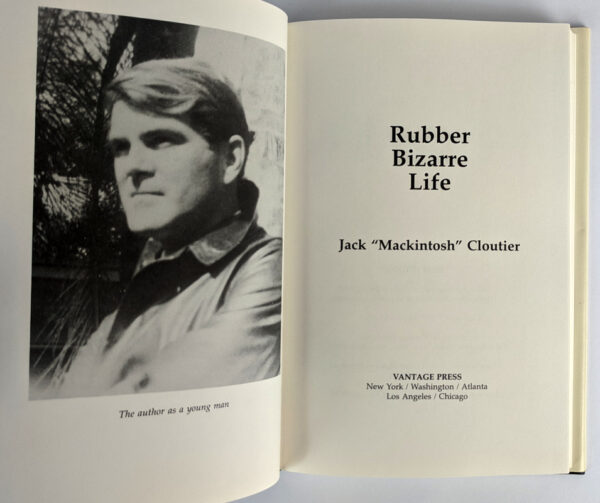 The author as a young man
Rubber
Bizarre
Life
Jack “Mackintosh” Cloutier
VANTAGE PRESS
New York / Washington / Atlanta
Los Angeles / Chicago